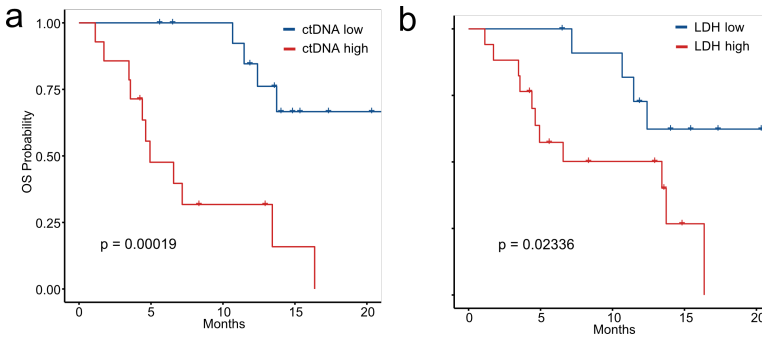 a
ctDNA low
ctDNA high
OS Probability
1.00
0.75
0.50
0.25
0.00
p = 0.00019
0 5 10 15 20
Months
b
LDH low
LDH high
p = 0.02336
0 5 10 15 20
Months